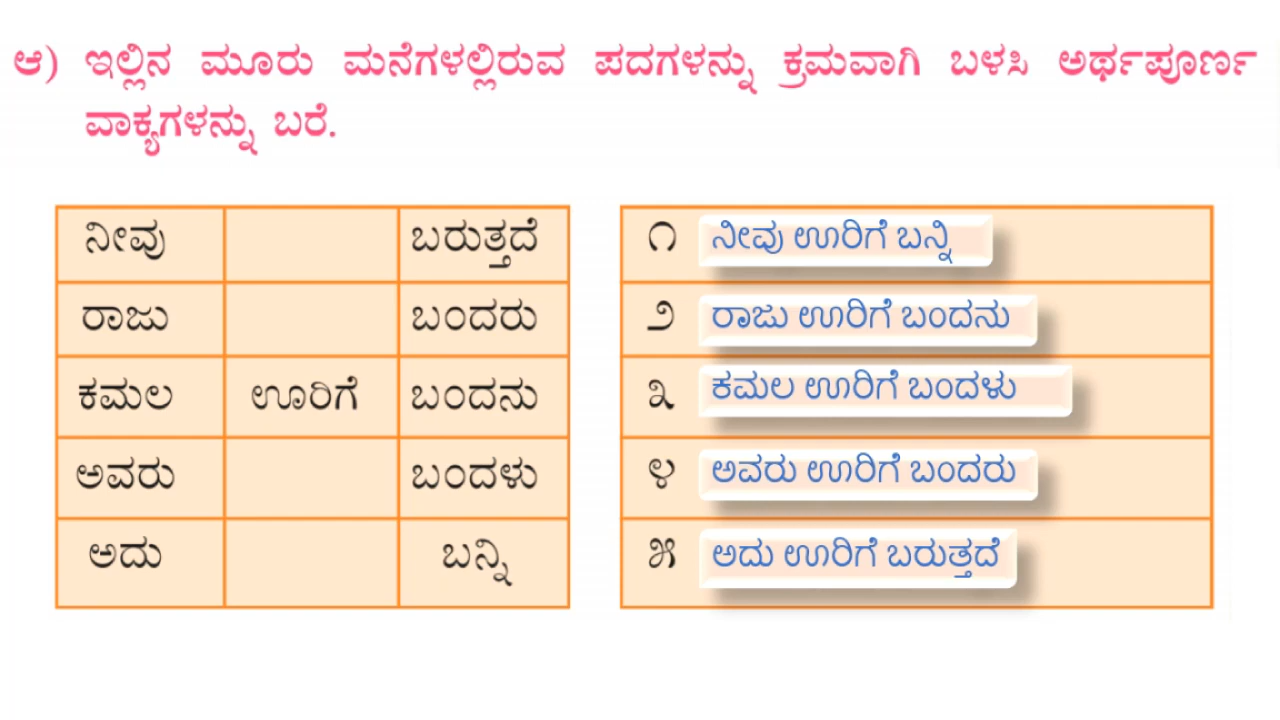 ಆ) ಇಲ್ಲಿನ ಮೂರು ಮನೆಗಳಲ್ಲಿರುವ ಪದಗಳನ್ನು ಕ್ರಮವಾಗಿ ಬಳಸಿ ಅರ್ಥಪೂರ್ಣ
ವಾಕ್ಯಗಳನ್ನು ಬರೆ.
ನೀವು ಬರುತ್ತದೆ
ರಾಜು ಬಂದರು
ಕಮಲ ಊರಿಗೆ ಬಂದನು
ಅವರು ಬಂದಳು
ಅದು ಬನ್ನಿ
೧ ನೀವು ಊರಿಗೆ ಬನ್ನಿ
೨ ರಾಜು ಊರಿಗೆ ಬಂದನು
೩ ಕಮಲ ಊರಿಗೆ ಬಂದಳು
೪ ಅವರು ಊರಿಗೆ ಬಂದರು
೫ ಅದು ಊರಿಗೆ ಬರುತ್ತದೆ